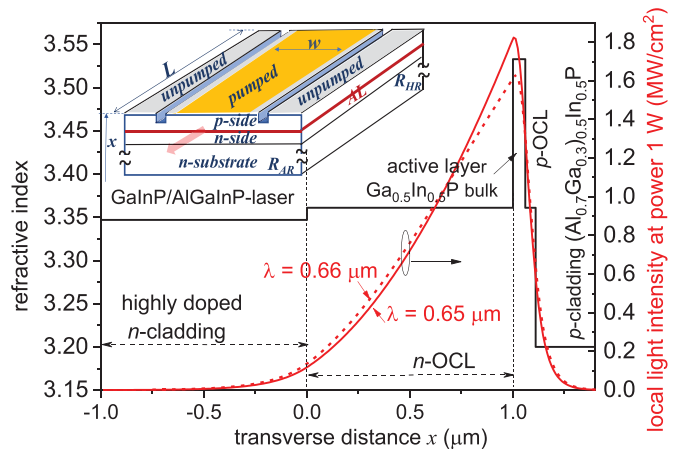 refractive index
3.55
3.50
3.45
3.40
3.35
3.30
3.25
3.20
3.15
L
w
unpumped
pumped
unpumped
AL
R_HR
x
p-side
n-side
n-substrate
R_AR
GaInP/AlGaInP-laser
active layer
Ga0.5In0.5P bulk
p-OCL
p-cladding (Al0.7Ga0.3)0.5In0.5P
λ = 0.66 μm
λ = 0.65 μm
highly doped
n-cladding
n-OCL
1.8
1.6
1.4
1.2
1.0
0.8
0.6
0.4
0.2
0.0
local light intensity at power 1 W (MW/cm²)
-1.0
-0.5
0.0
0.5
1.0
transverse distance x (μm)